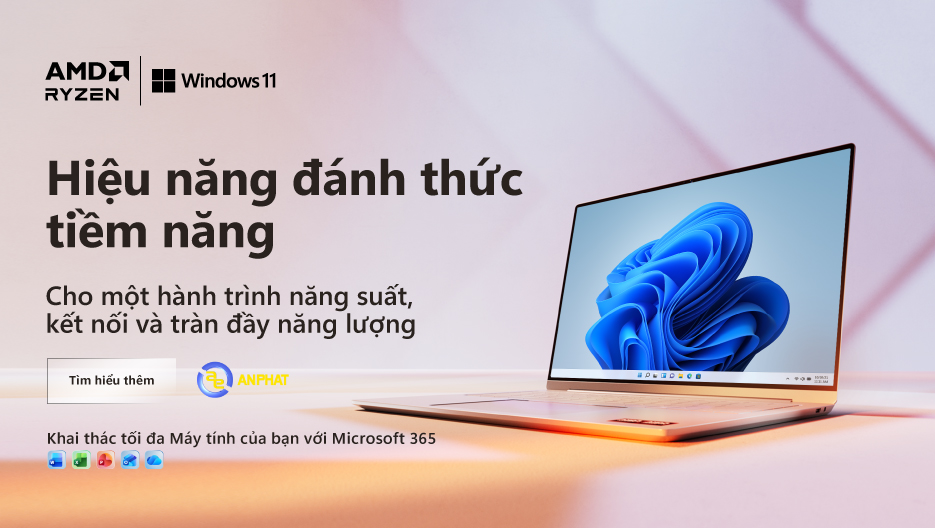 AMD
RYZEN
Windows 11
Hiệu năng đánh thức
tiềm năng
Cho một hành trình năng suất,
kết nối và tràn đầy năng lượng
Tìm hiểu thêm
ANPHAT
Khai thác tối đa Máy tính của bạn với Microsoft 365